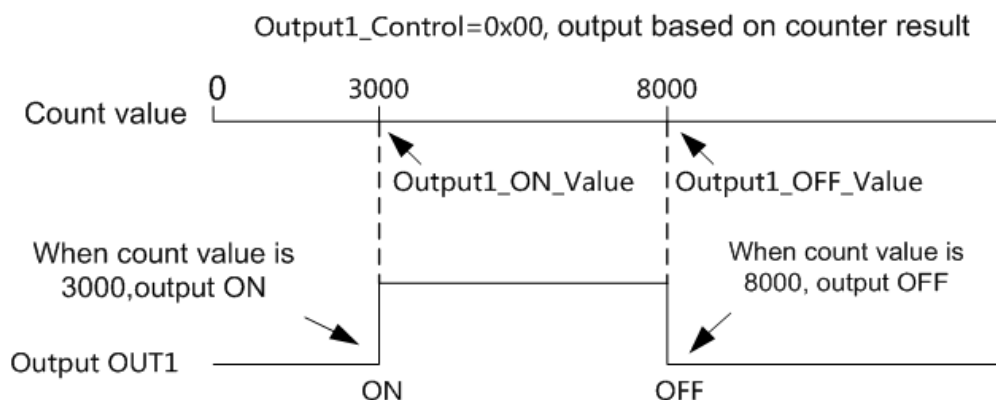 Output1_Control=0x00, output based on counter result
0
3000
8000
Count value
Output1_ON_Value
Output1_OFF_Value
When count value is
3000,output ON
When count value is
8000, output OFF
Output OUT1
ON
OFF